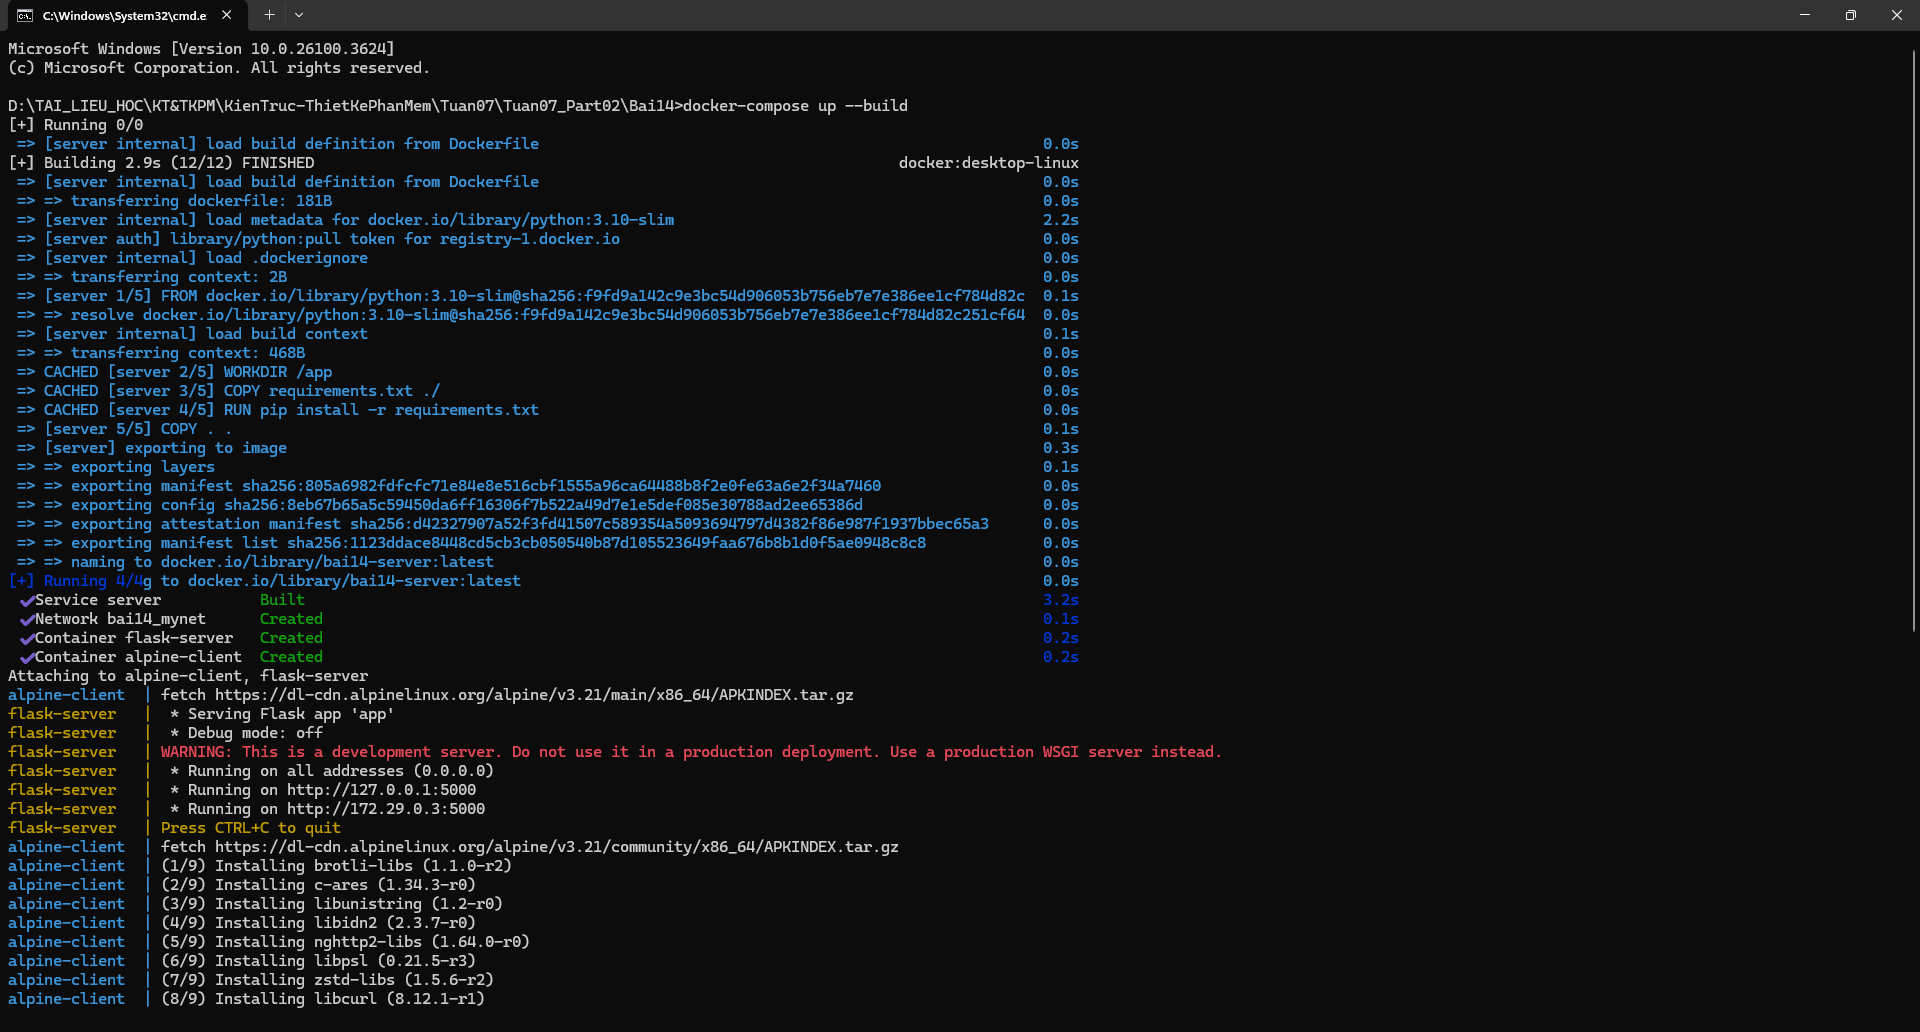 C:\Windows\System32\cmd.e
Microsoft Windows [Version 10.0.26100.3624]
(c) Microsoft Corporation. All rights reserved.
D:\TAI_LIEU_HOC\KT&TKPM\KienTruc-ThietKePhanMem\Tuan07\Tuan07_Part02\Bai14>docker-compose up --build
[+] Running 0/0
=> [server internal] load build definition from Dockerfile 0.0s
[+] Building 2.9s (12/12) FINISHED docker:desktop-linux
=> [server internal] load build definition from Dockerfile 0.0s
=> => transferring dockerfile: 181B 0.0s
=> [server internal] load metadata for docker.io/library/python:3.10-slim 2.2s
=> [server auth] library/python:pull token for registry-1.docker.io 0.0s
=> [server internal] load .dockerignore 0.0s
=> => transferring context: 2B 0.0s
=> [server 1/5] FROM docker.io/library/python:3.10-slim@sha256:f9fd9a142c9e3bc54d906053b756eb7e7e386ee1cf784d82c 0.1s
=> => resolve docker.io/library/python:3.10-slim@sha256:f9fd9a142c9e3bc54d906053b756eb7e7e386ee1cf784d82c251cf64 0.0s
=> [server internal] load build context 0.1s
=> => transferring context: 468B 0.0s
=> CACHED [server 2/5] WORKDIR /app 0.0s
=> CACHED [server 3/5] COPY requirements.txt ./ 0.0s
=> CACHED [server 4/5] RUN pip install -r requirements.txt 0.0s
=> [server 5/5] COPY . . 0.1s
=> [server] exporting to image 0.3s
=> => exporting layers 0.1s
=> => exporting manifest sha256:805a6982fdfcfc71e84e8e516cbf1555a96ca64488b8f2e0fe63a6e2f34a7460 0.0s
=> => exporting config sha256:8eb67b65a5c59450da6ff16306f7b522a49d7e1e5def085e30788ad2ee65386d 0.0s
=> => exporting attestation manifest sha256:d42327907a52f3fd41507c589354a5093694797d4382f86e987f1937bbec65a3 0.0s
=> => exporting manifest list sha256:1123ddace8448cd5cb3cb050540b87d105523649faa676b8b1d0f5ae0948c8c8 0.0s
=> => naming to docker.io/library/bai14-server:latest 0.0s
[+] Running 4/4g to docker.io/library/bai14-server:latest 0.0s
✔Service server Built 3.2s
✔Network bai14_mynet Created 0.1s
✔Container flask-server Created 0.2s
✔Container alpine-client Created 0.2s
Attaching to alpine-client, flask-server
alpine-client | fetch https://dl-cdn.alpinelinux.org/alpine/v3.21/main/x86_64/APKINDEX.tar.gz
flask-server | * Serving Flask app 'app'
flask-server | * Debug mode: off
flask-server | WARNING: This is a development server. Do not use it in a production deployment. Use a production WSGI server instead.
flask-server | * Running on all addresses (0.0.0.0)
flask-server | * Running on http://127.0.0.1:5000
flask-server | * Running on http://172.29.0.3:5000
flask-server | Press CTRL+C to quit
alpine-client | fetch https://dl-cdn.alpinelinux.org/alpine/v3.21/community/x86_64/APKINDEX.tar.gz
alpine-client | (1/9) Installing brotli-libs (1.1.0-r2)
alpine-client | (2/9) Installing c-ares (1.34.3-r0)
alpine-client | (3/9) Installing libunistring (1.2-r0)
alpine-client | (4/9) Installing libidn2 (2.3.7-r0)
alpine-client | (5/9) Installing nghttp2-libs (1.64.0-r0)
alpine-client | (6/9) Installing libpsl (0.21.5-r3)
alpine-client | (7/9) Installing zstd-libs (1.5.6-r2)
alpine-client | (8/9) Installing libcurl (8.12.1-r1)